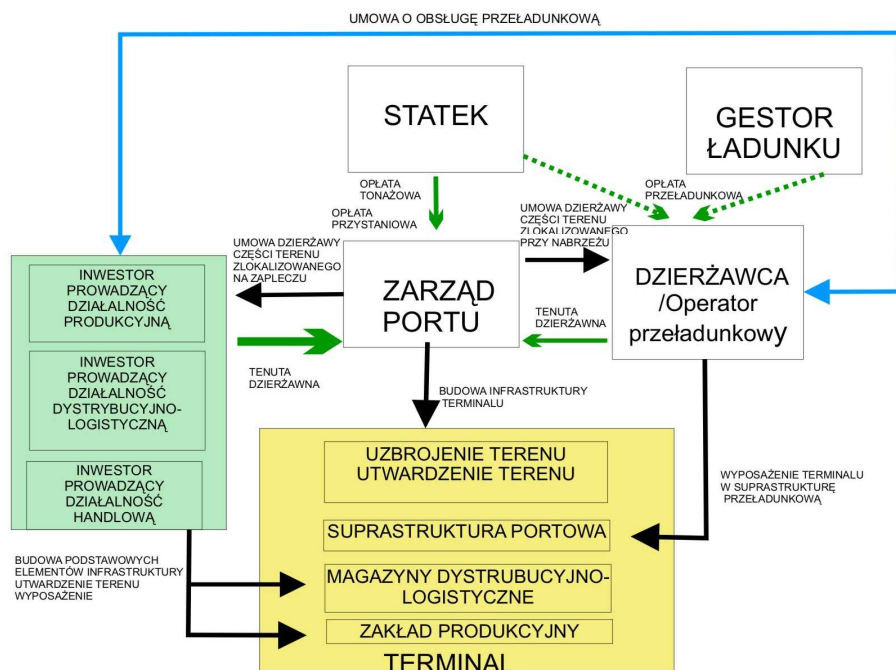 UMOWA O OBSŁUGĘ PRZEŁADUNKOWĄ
STATEK
GESTOR
ŁADUNKU
OPŁATA
TONAŻOWA
OPŁATA
PRZYSTANIOWA
OPŁATA
PRZEŁADUNKOWA
UMOWA DZIERŻAWY
CZĘŚCI TERENU
ZLOKALIZOWANEGO
PRZY NABRZEŻU
UMOWA DZIERŻAWY
CZĘŚCI TERENU
ZLOKALIZOWANEGO
NA ZAPLECZU
ZARZĄD
PORTU
DZIERŻAWCA
/Operator
przeładunkowy
INWESTOR
PROWADZĄCY
DZIAŁALNOŚĆ
PRODUKCYJNĄ
INWESTOR
PROWADZĄCY
DZIAŁALNOŚĆ
DYSTRYBUCYJNO-
LOGISTYCZNĄ
INWESTOR
PROWADZĄCY
DZIAŁALNOŚĆ
HANDLOWĄ
TENUTA
DZIERŻAWNA
TENUTA
DZIERŻAWNA
BUDOWA INFRASTRUKTURY
TERMINALU
UZBROJENIE TERENU
UTWARDZENIE TERENU
SUPRASTRUKTURA PORTOWA
MAGAZYNY DYSTRUBUCYJNO-
LOGISTYCZNE
ZAKŁAD PRODUKCYJNY
TERMINAL
WYPOSAŻENIE TERMINALU
W SUPRASTRUKTURĘ
PRZEŁADUNKOWĄ
BUDOWA PODSTAWOWYCH
ELEMENTÓW INFRASTRUKTURY
UTWARDZENIE TERENU
WYPOSAŻENIE